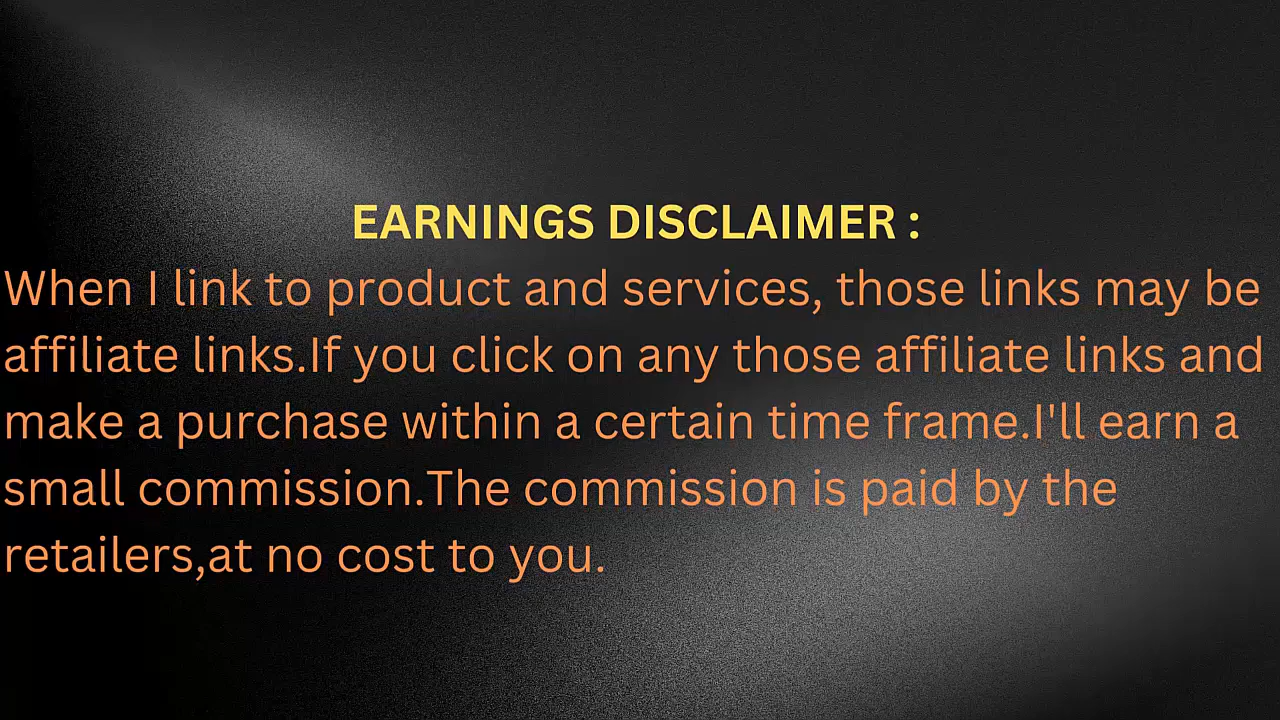 EARNINGS DISCLAIMER :
When I link to product and services, those links may be
affiliate links.If you click on any those affiliate links and
make a purchase within a certain time frame.I'll earn a
small commission.The commission is paid by the
retailers,at no cost to you.